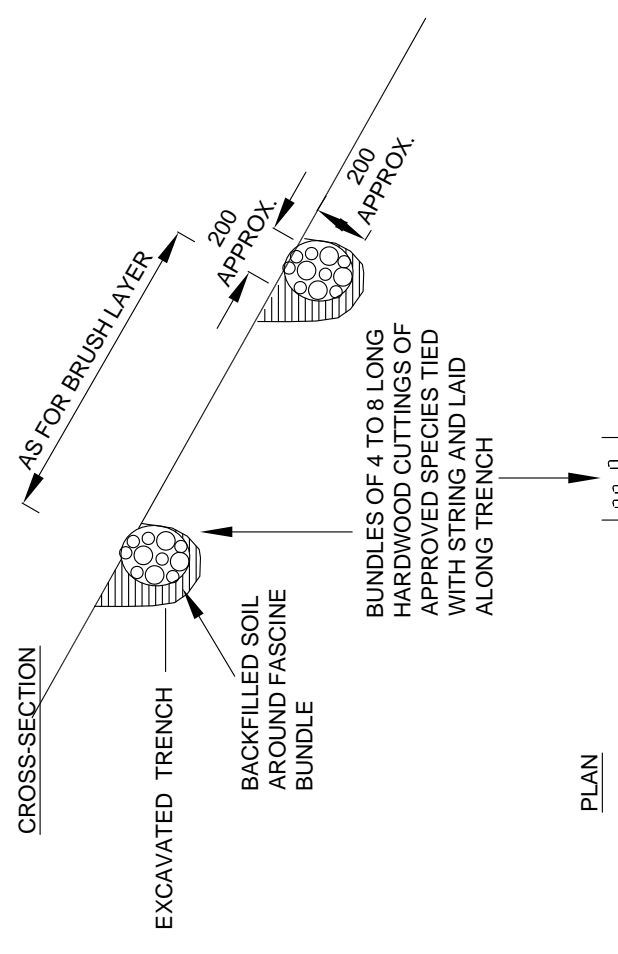 CROSS-SECTION
AS FOR BRUSH LAYER
200
APPROX.
200
APPROX.
EXCAVATED TRENCH
BACKFILLED SOIL
AROUND FASCINE
BUNDLE
BUNDLES OF 4 TO 8 LONG
HARDWOOD CUTTINGS OF
APPROVED SPECIES TIED
WITH STRING AND LAID
ALONG TRENCH
PLAN